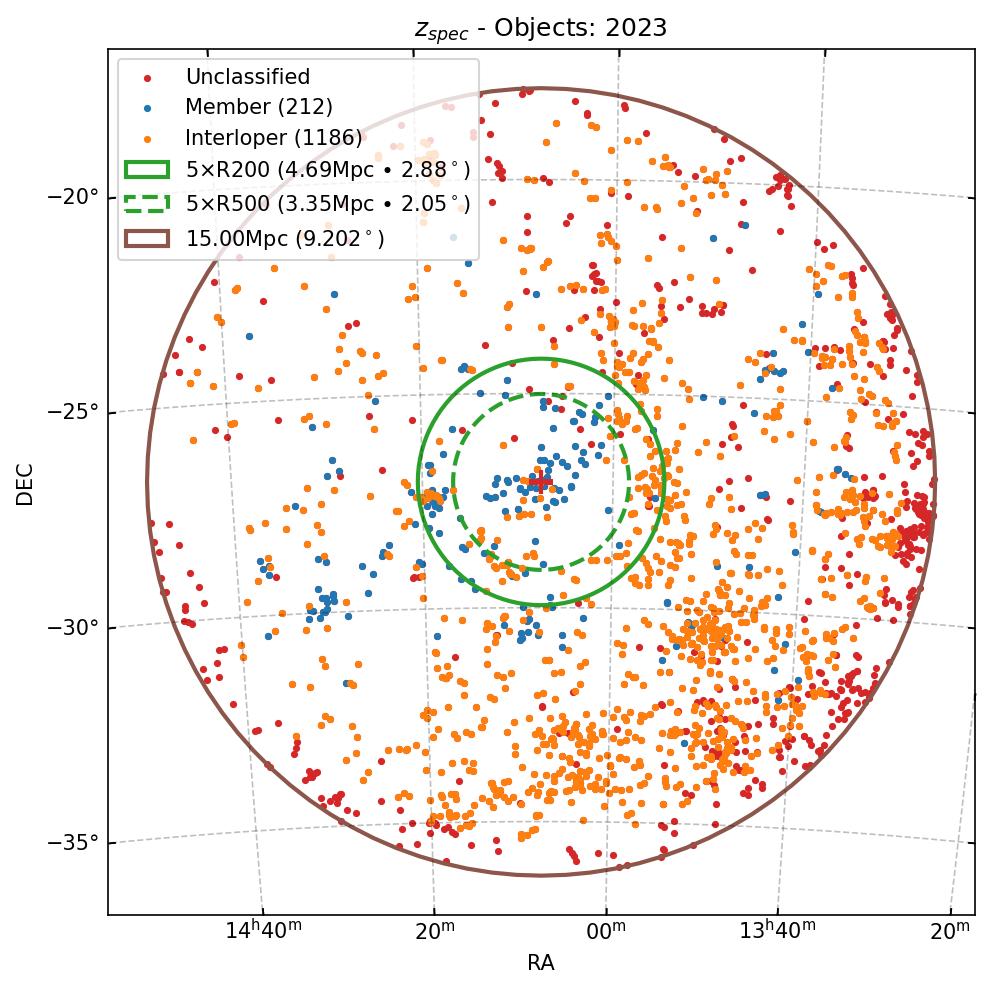 z_spec - Objects: 2023
Unclassified
Member (212)
Interloper (1186)
5×R200 (4.69Mpc • 2.88°)
5×R500 (3.35Mpc • 2.05°)
15.00Mpc (9.202°)
−20°
−25°
−30°
−35°
DEC
14h40m 20m 00m 13h40m 20m
RA